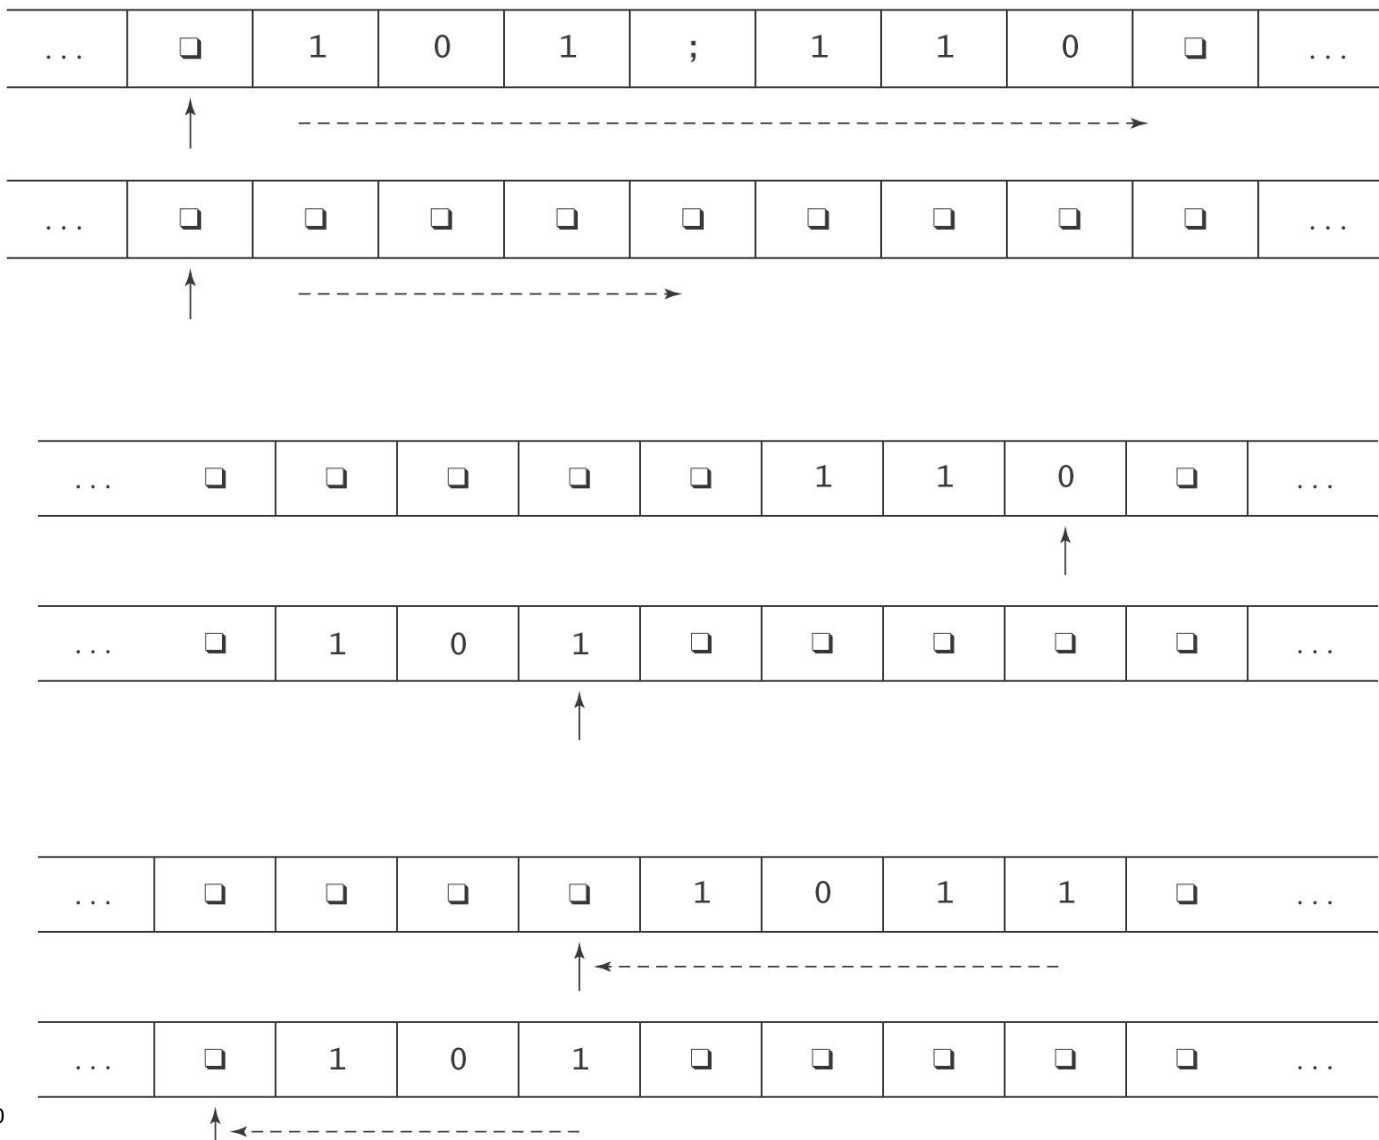 ... ❑ 1 0 1 ; 1 1 0 ❑ ...
... ❑ ❑ ❑ ❑ ❑ ❑ ❑ ❑ ❑ ...
... ❑ ❑ ❑ ❑ ❑ 1 1 0 ❑ ...
... ❑ 1 0 1 ❑ ❑ ❑ ❑ ❑ ...
... ❑ ❑ ❑ ❑ 1 0 1 1 ❑ ...
... ❑ 1 0 1 ❑ ❑ ❑ ❑ ❑ ...